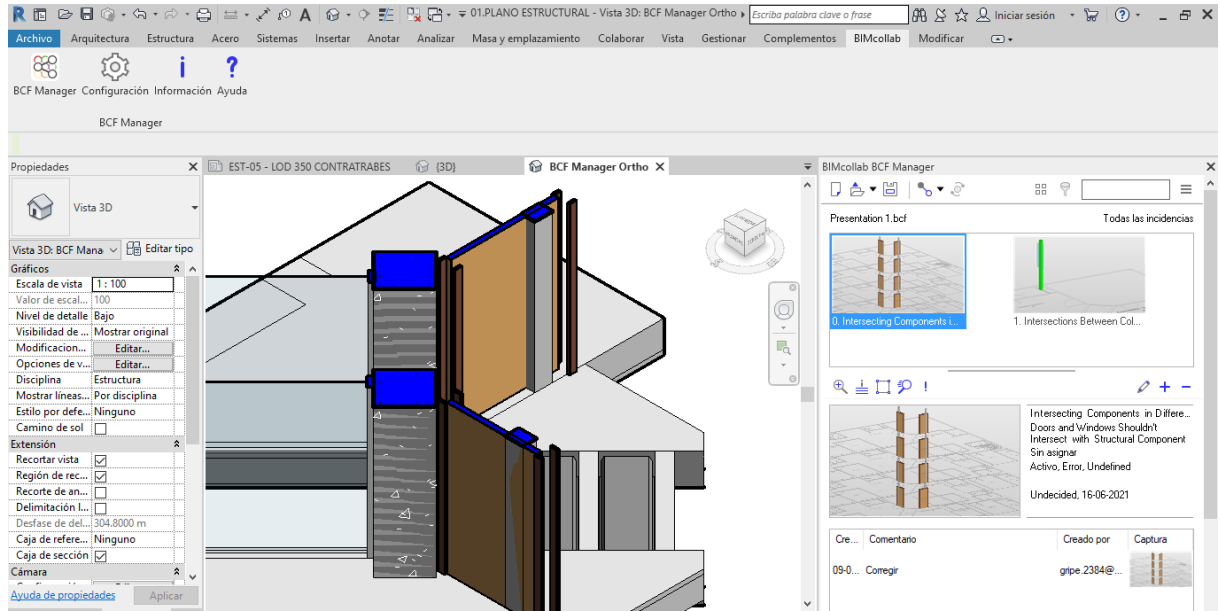 01.PLANO ESTRUCTURAL - Vista 3D: BCF Manager Ortho
Escriba palabra clave o frase
Iniciar sesión
Archivo Arquitectura Estructura Acero Sistemas Insertar Anotar Analizar Masa y emplazamiento Colaborar Vista Gestionar Complementos BIMcollab Modificar
BCF Manager Configuración Información Ayuda
BCF Manager
Propiedades
EST-05 - LOD 350 CONTRATRABES
{3D}
BCF Manager Ortho
BIMcollab BCF Manager
Vista 3D
Vista 3D: BCF Mana
Editar tipo
Gráficos
Escala de vista 1 : 100
Valor de escal... 100
Nivel de detalle Bajo
Visibilidad de ... Mostrar original
Modificacion... Editar...
Opciones de v... Editar...
Disciplina Estructura
Mostrar líneas... Por disciplina
Estilo por defe... Ninguno
Camino de sol
Extensión
Recortar vista
Región de rec...
Recorte de an...
Delimitación l...
Desfase de del... 304.8000 m
Caja de refere... Ninguno
Caja de sección
Cámara
Ayuda de propiedades Aplicar
Presentation 1.bcf Todas las incidencias
0. Intersecting Components i...
1. Intersections Between Col...
Intersecting Components in Differe...
Doors and Windows Shouldn't
Intersect with Structural Component
Sin asignar
Activo, Error, Undefined
Undecided, 16-06-2021
Cre... Comentario Creado por Captura
09-0... Corregir gripe.2384@...